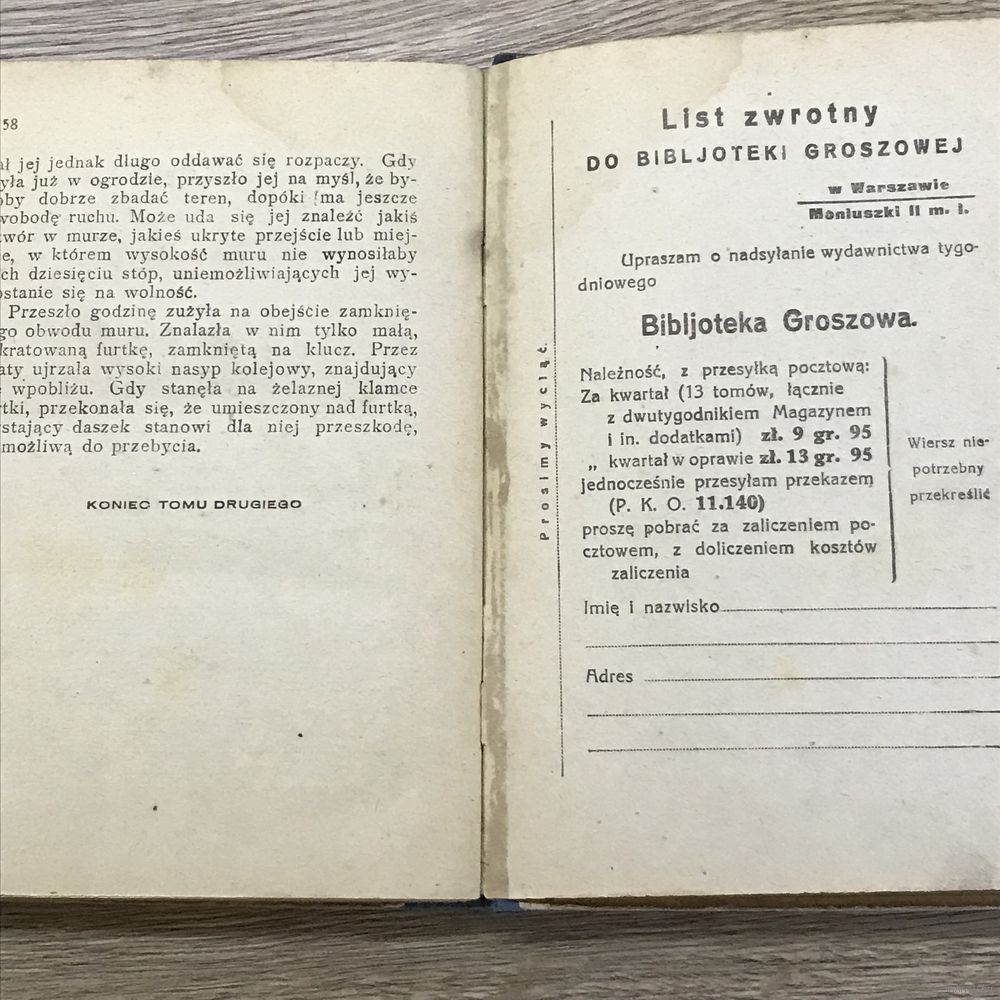 58
ał jej jednak długo oddawać się rozpaczy. Gdy
yła już w ogrodzie, przyszło jej na myśl, że by-
oby dobrze zbadać teren, dopóki ma jeszcze
wobodę ruchu. Może uda się jej znaleźć jakiś
twór w murze, jakieś ukryte przejście lub miej-
e, w którem wysokość muru nie wynosiłaby
ch dziesięciu stóp, uniemożliwiających jej wy-
ostanie się na wolność.
Przeszło godzinę zużyła na obejście zamknię-
go obwodu muru. Znalazła w nim tylko małą,
kratowaną furtkę, zamkniętą na klucz. Przez
aty ujrzała wysoki nasyp kolejowy, znajdujący
wpobliżu. Gdy stanęła na żelaznej klamce
tki, przekonała się, że umieszczony nad furtką,
stający daszek stanowi dla niej przeszkodę,
możliwą do przebycia.
KONIEC TOMU DRUGIEGO
Prosimy wyciąć.
List zwrotny
DO BIBLJOTEKI GROSZOWEJ
w Warszawie
Moniuszki II m. 1.
Upraszam o nadsyłanie wydawnictwa tygo-
dniowego
Bibljoteka Groszowa.
Należność, z przesyłką pocztową:
Za kwartał (13 tomów, łącznie
z dwutygodnikiem Magazynem
i in. dodatkami) zł. 9 gr. 95
„ kwartał w oprawie zł. 13 gr. 95
jednocześnie przesyłam przekazem
(P. K. O. 11.140)
proszę pobrać za zaliczeniem po-
cztowem, z doliczeniem kosztów
zaliczenia
Wiersz nie-
potrzebny
przekreślić
Imię i nazwisko
Adres